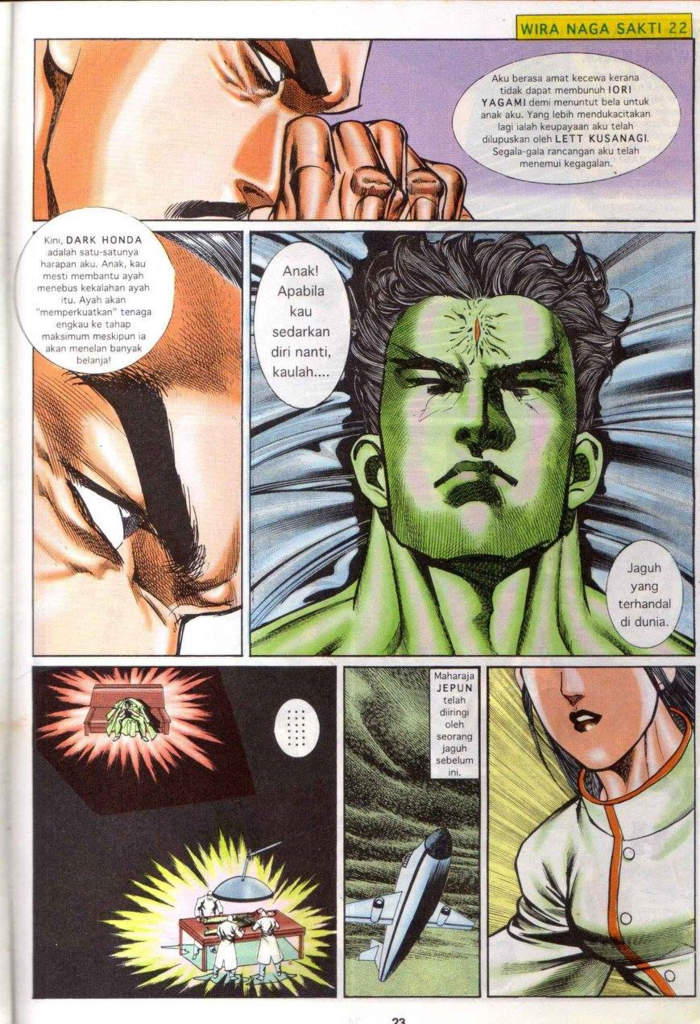 WIRA NAGA SAKTI 22
Aku berasa amat kecewa kerana
tidak dapat membunuh IORI
YAGAMI demi menuntut bela untuk
anak aku. Yang lebih mendukacitakan
lagi ialah keupayaan aku telah
dilupuskan oleh LETT KUSANAGI.
Segala-gala rancangan aku telah
menemui kegagalan.
Kini, DARK HONDA
adalah satu-satunya
harapan aku. Anak, kau
mesti membantu ayah
menebus kekalahan ayah
itu. Ayah akan
"memperkuatkan" tenaga
engkau ke tahap
maksimum meskipun ia
akan menelan banyak
belanja!
Anak!
Apabila
kau
sedarkan
diri nanti,
kaulah....
Jaguh
yang
terhandal
di dunia.
Maharaja
JEPUN
telah
diiringi
oleh
seorang
jaguh
sebelum
ini.
23